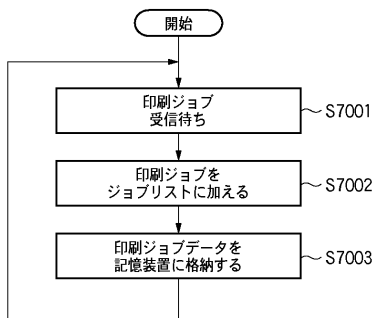 開始
印刷ジョブ
受信待ち
S7001
印刷ジョブを
ジョブリストに加える
S7002
印刷ジョブデータを
記憶装置に格納する
S7003